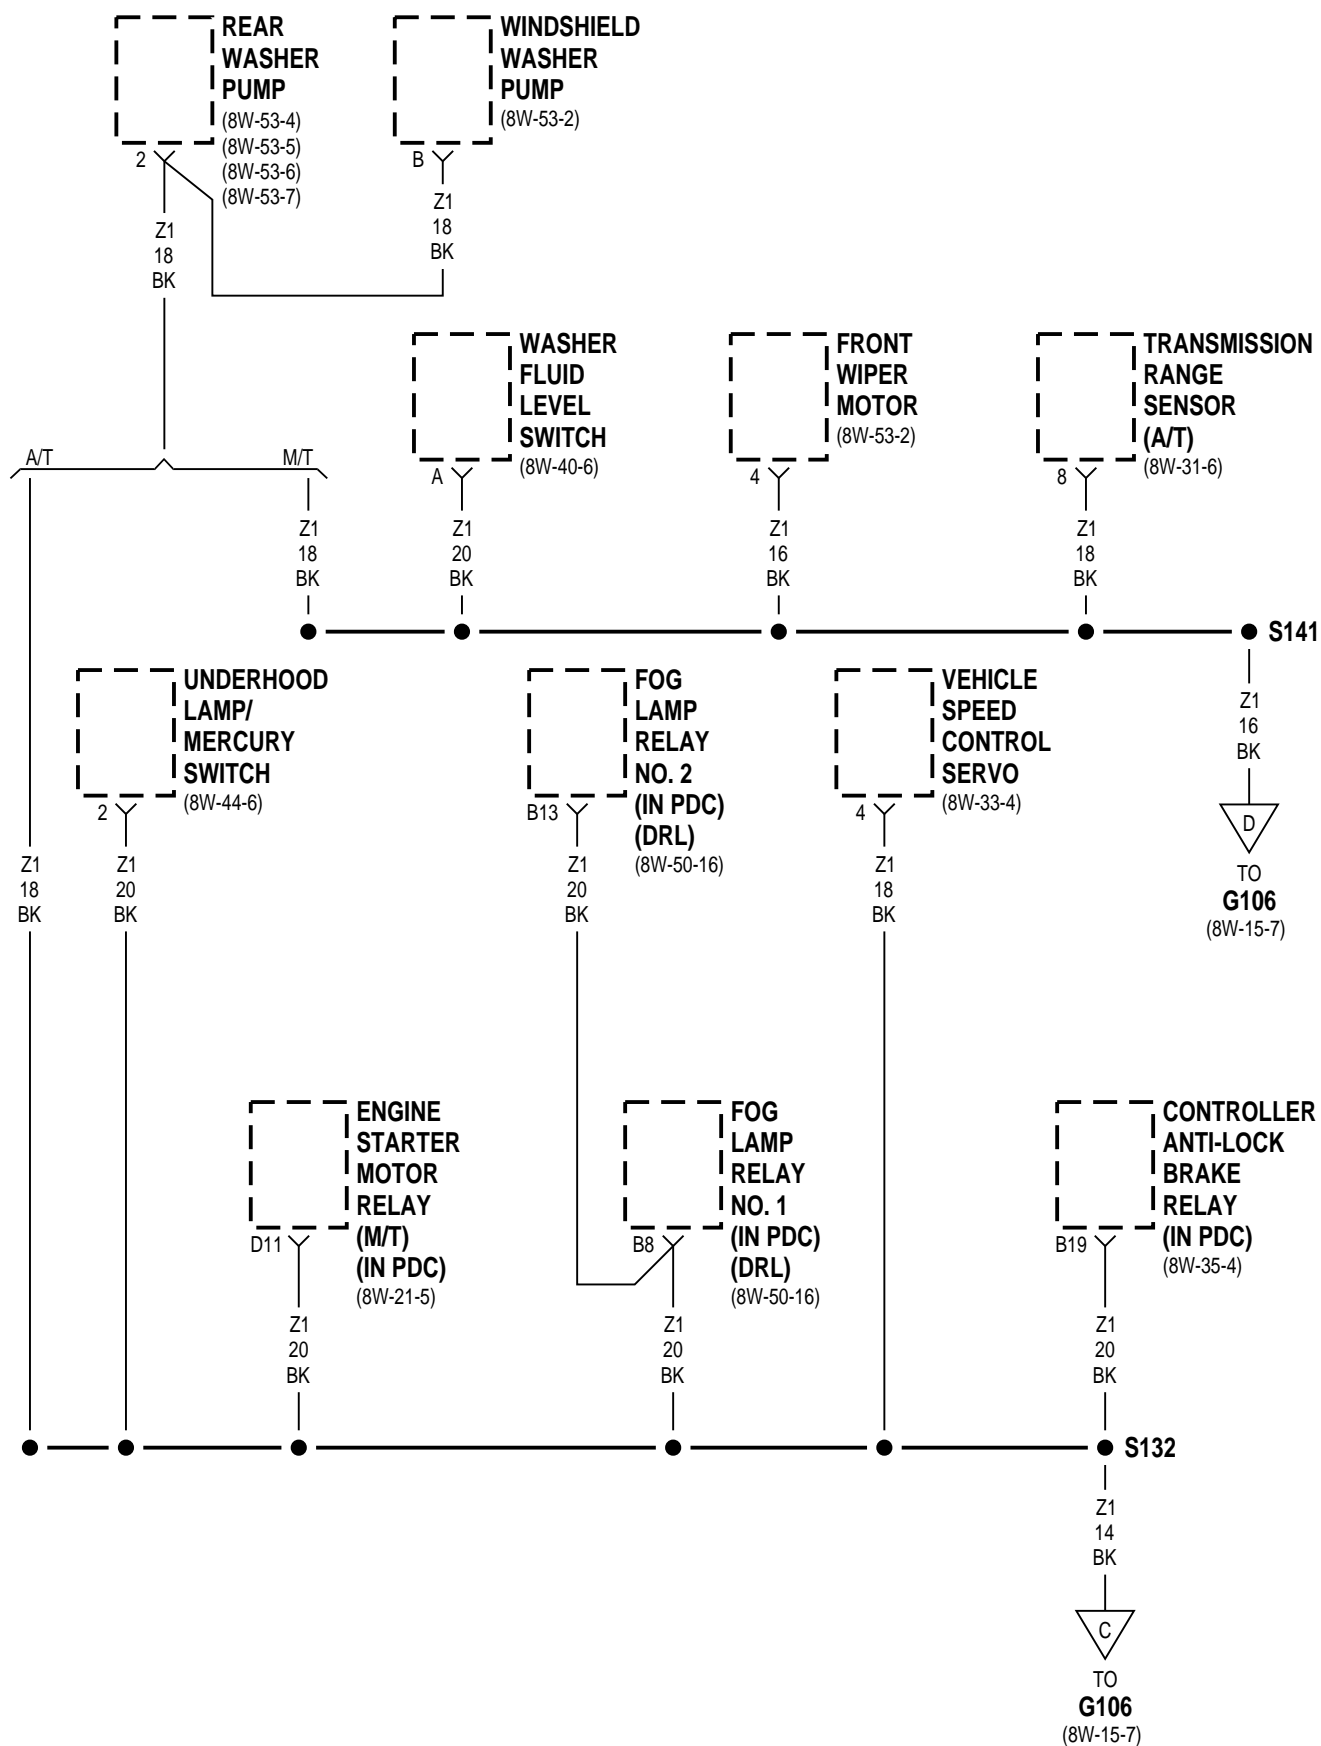 REAR
WASHER
PUMP
(8W-53-4)
(8W-53-5)
(8W-53-6)
(8W-53-7)
2
Z1
18
BK
WINDSHIELD
WASHER
PUMP
(8W-53-2)
B
Z1
18
BK
A/T
M/T
Z1
18
BK
WASHER
FLUID
LEVEL
SWITCH
(8W-40-6)
A
Z1
20
BK
FRONT
WIPER
MOTOR
(8W-53-2)
4
Z1
16
BK
TRANSMISSION
RANGE
SENSOR
(A/T)
(8W-31-6)
8
Z1
18
BK
S141
Z1
16
BK
D
TO
G106
(8W-15-7)
Z1
18
BK
UNDERHOOD
LAMP/
MERCURY
SWITCH
(8W-44-6)
2
Z1
20
BK
FOG
LAMP
RELAY
NO. 2
(IN PDC)
(DRL)
(8W-50-16)
B13
Z1
20
BK
VEHICLE
SPEED
CONTROL
SERVO
(8W-33-4)
4
Z1
18
BK
ENGINE
STARTER
MOTOR
RELAY
(M/T)
(IN PDC)
(8W-21-5)
D11
Z1
20
BK
FOG
LAMP
RELAY
NO. 1
(IN PDC)
(DRL)
(8W-50-16)
B8
Z1
20
BK
CONTROLLER
ANTI-LOCK
BRAKE
RELAY
(IN PDC)
(8W-35-4)
B19
Z1
20
BK
S132
Z1
14
BK
C
TO
G106
(8W-15-7)